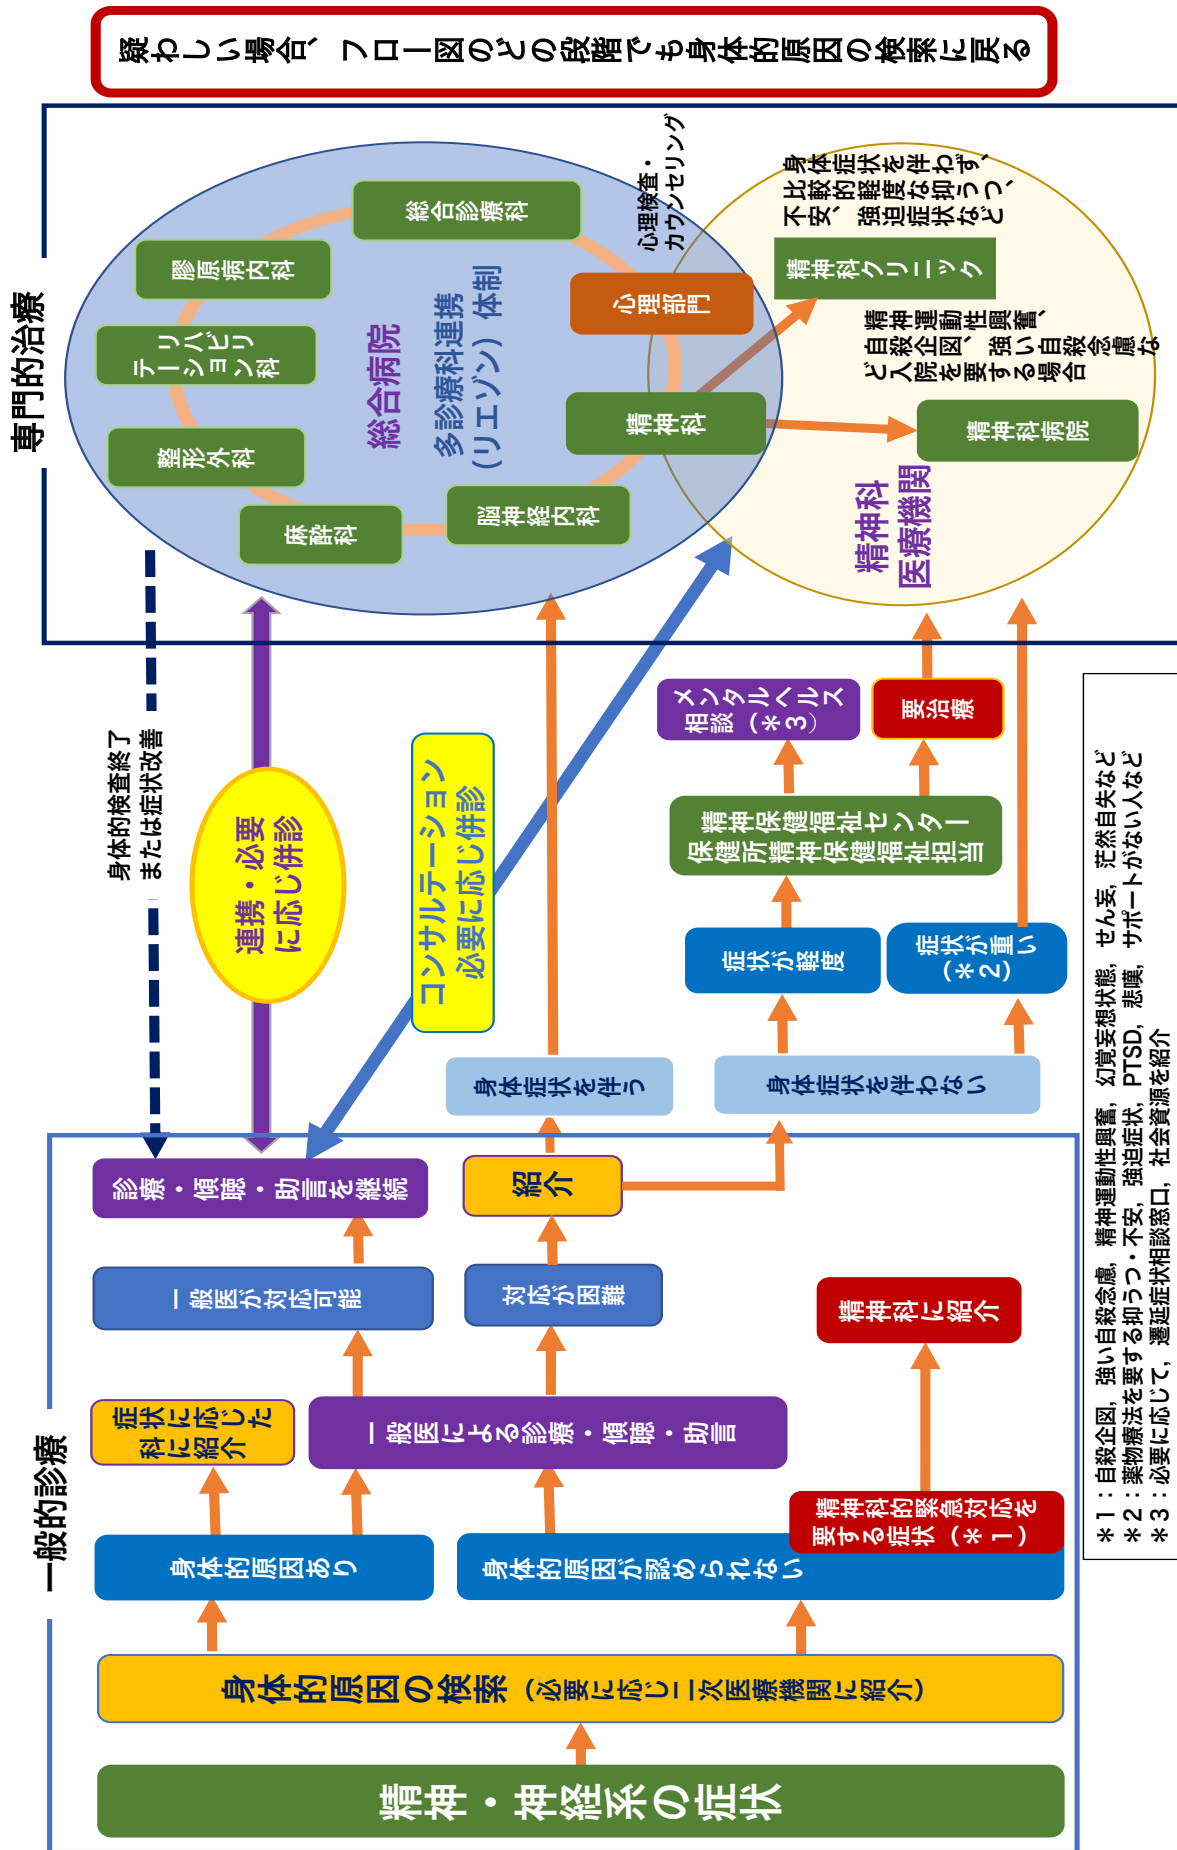 疑わしい場合、フロー図のどの段階でも身体的原因の検索に戻る
一般的診療
精神・神経系の症状
身体的原因の検索（必要に応じ二次医療機関に紹介）
身体的原因あり
身体的原因が認められない
精神科的緊急対応を
要する症状（＊１）
症状に応じた
科に紹介
一般医による診療・傾聴・助言
精神科に紹介
一般医が対応可能
対応が困難
診療・傾聴・助言を継続
紹介
身体症状を伴う
身体症状を伴わない
症状が軽度
症状が重い
（＊２）
精神保健福祉センター
保健所精神保健福祉担当
メンタルヘルス
相談（＊３）
要治療
身体的検査終了
または症状改善
連携・必要
に応じ併診
コンサルテーション
必要に応じ併診
専門的治療
総合病院
多診療科連携
（リエゾン）体制
麻酔科
整形外科
リハビリ
テーション科
膠原病内科
総合診療科
脳神経内科
精神科
心理部門
心理検査・
カウンセリング
精神科
医療機関
精神科病院
精神運動性興奮、
自殺企図、強い自殺念慮な
ど入院を要する場合
精神科クリニック
身体症状を伴わず、
比較的軽度な抑うつ、
不安、強迫症状など
＊１：自殺企図，強い自殺念慮，精神運動性興奮，幻覚妄想状態，せん妄，茫然自失など
＊２：薬物療法を要する抑うつ・不安，強迫症状，PTSD，悲嘆，サポートがない人など
＊３：必要に応じて，遷延症状相談窓口，社会資源を紹介